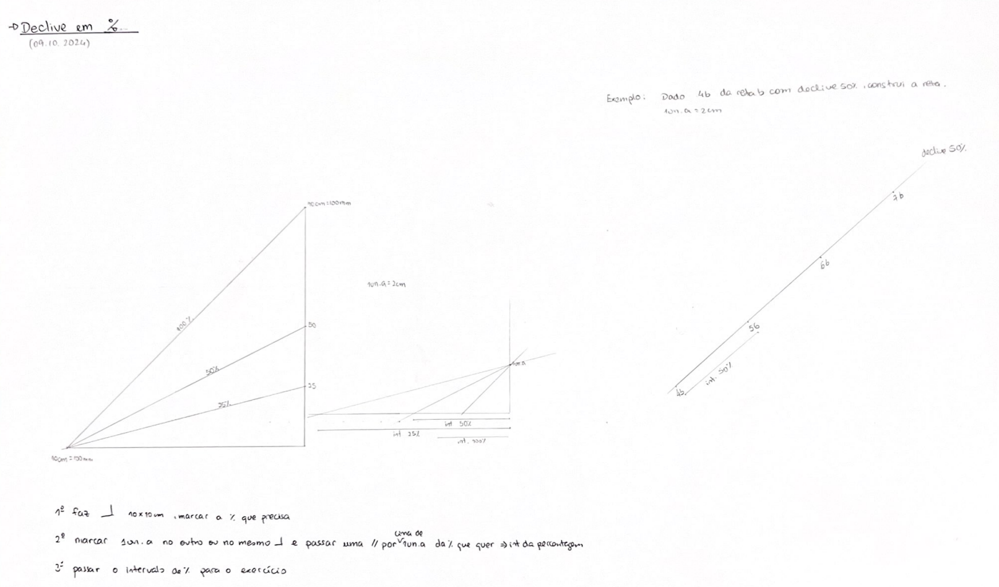 → Declive em %
(09.10.2024)
Exemplo: Dado 4b da reta b com declive 50%, construi a reta.
1un.a = 2cm
declive 50%
7b
6b
5b
int. 50%
4b
10cm = 100mm
100%
50
50%
25
25%
10cm = 100mm
1un.a = 2cm
1un.a
int 50%
int 25%
int. 100%
1º faz ⊥ 10x10cm, marcar a % que precisa
2º marcar 1un.a no outro ou no mesmo ⊥ e passar uma // por cima de 1un.a da % que quer ⇒ int da percentagem
3º passar o intervalo de % para o exercício